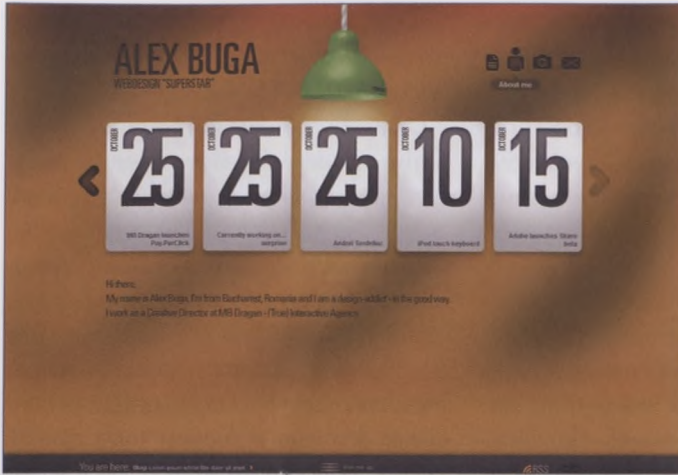 ALEX BUGA
WEBDESIGN "SUPERSTAR"
About me
OCTOBER
25
MB Dragan launches
Pay Per Click
OCTOBER
25
Currently working on...
surprise
OCTOBER
25
OCTOBER
10
iPod touch keyboard
OCTOBER
15
Adobe launches Share
beta
Hi there,
My name is Alex Buga, I'm from Bucharest, Romania and I am a design addict - in the good way.
I work as a Creative Director at MB Dragan - (True) Interactive Agency
You are here: Blog
RSS